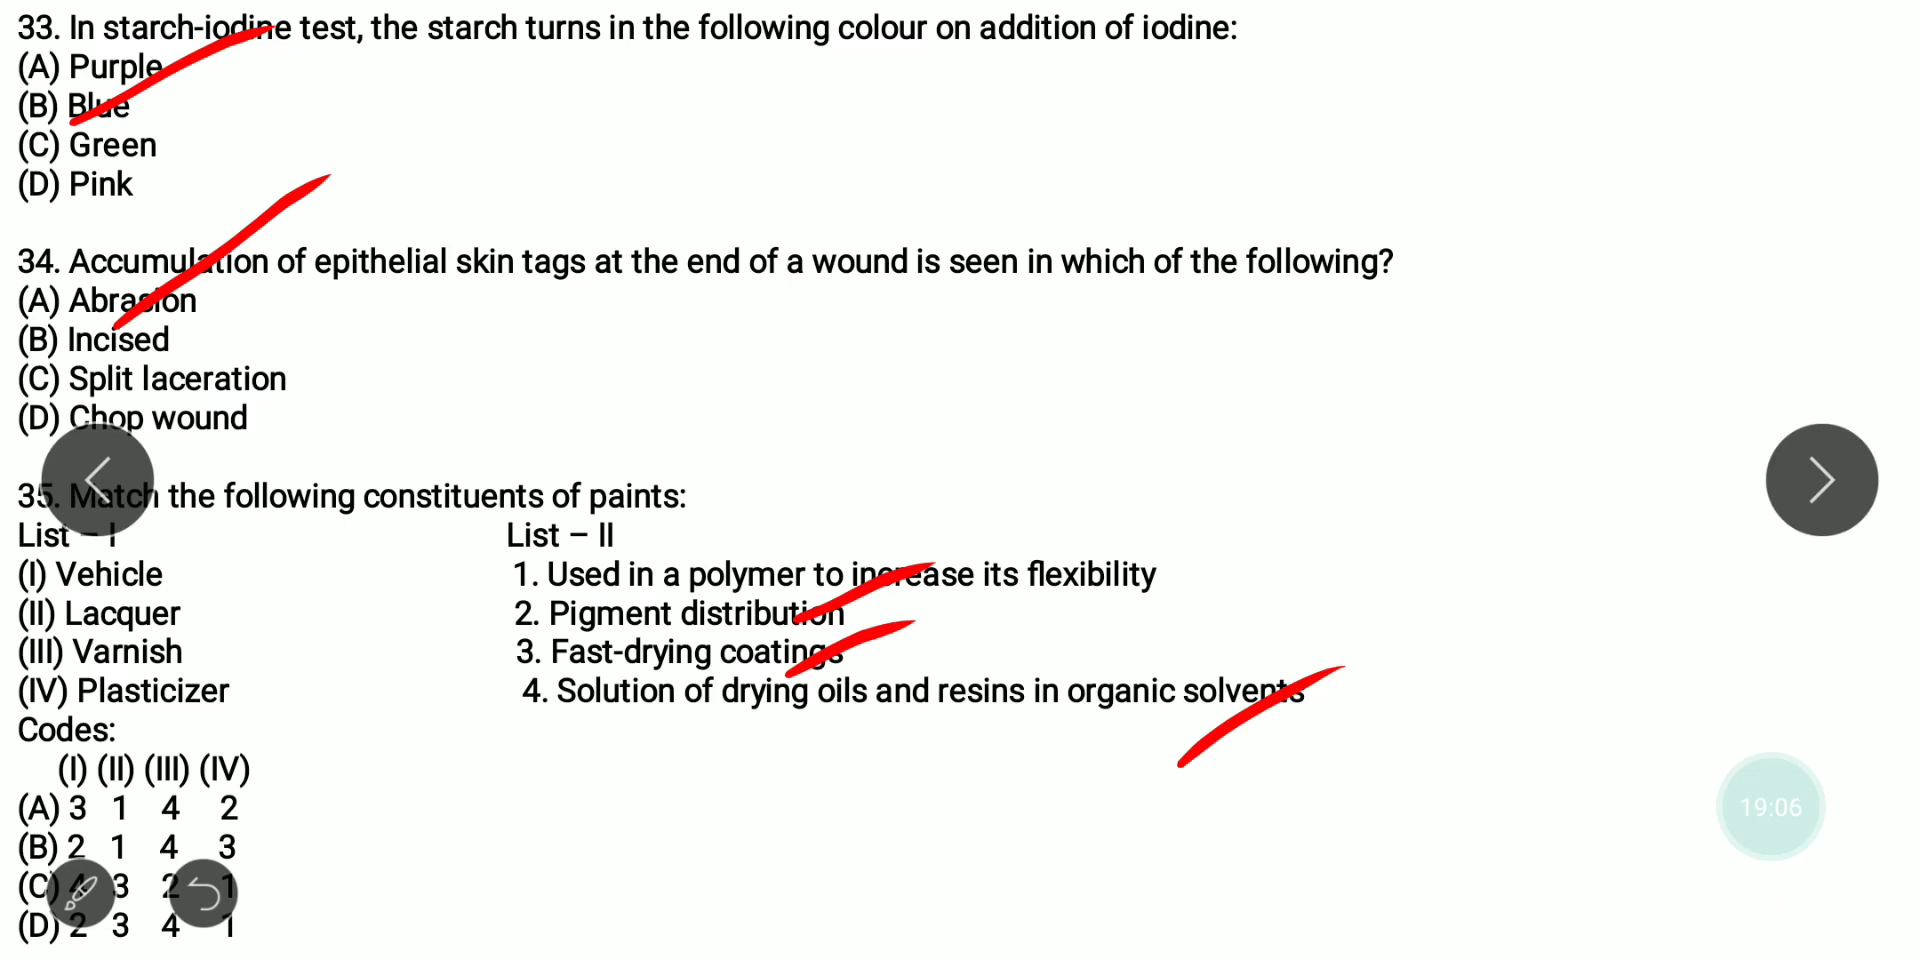 33. In starch-iodine test, the starch turns in the following colour on addition of iodine:
(A) Purple
(B) Blue
(C) Green
(D) Pink
34. Accumulation of epithelial skin tags at the end of a wound is seen in which of the following?
(A) Abrasion
(B) Incised
(C) Split laceration
(D) Chop wound
35. Match the following constituents of paints:
List – I List – II
(I) Vehicle 1. Used in a polymer to increase its flexibility
(II) Lacquer 2. Pigment distribution
(III) Varnish 3. Fast-drying coatings
(IV) Plasticizer 4. Solution of drying oils and resins in organic solvents
Codes:
(I) (II) (III) (IV)
(A) 3 1 4 2
(B) 2 1 4 3
(C) 4 3 2 1
(D) 2 3 4 1
19:06